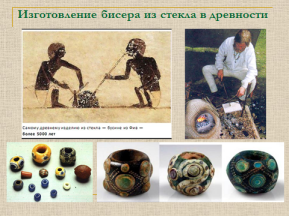 Изготовление бисера из стекла в древности
Самому древнему изделию из стекла — бусине из Фив —
более 5000 лет